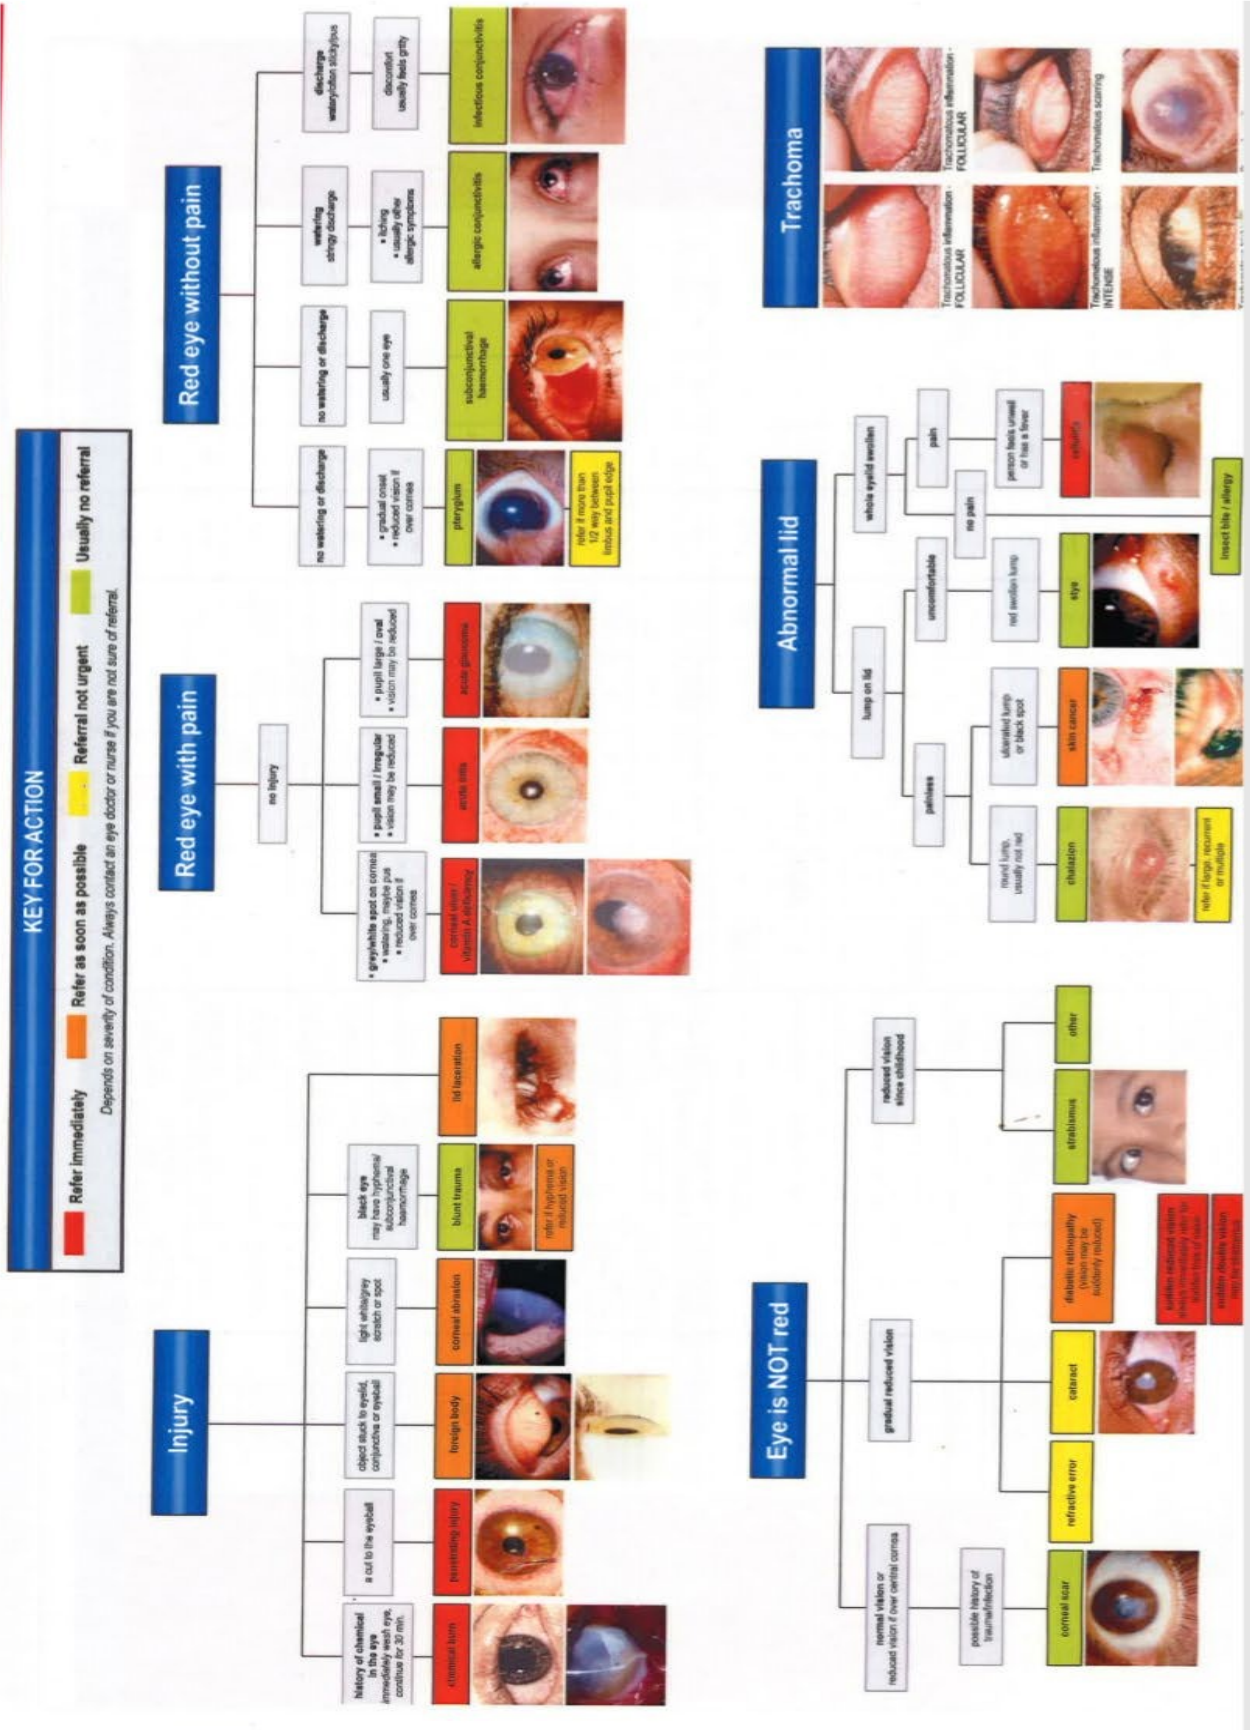 KEY FOR ACTION
Refer immediately
Refer as soon as possible
Referral not urgent
Usually no referral
Depends on severity of condition. Always contact an eye doctor or nurse if you are not sure of referral.
Injury
history of chemical
in the eye
immediately wash eye,
continue for 30 min.
chemical burn
a cut to the eyeball
penetrating injury
object stuck to eyelid,
conjunctiva or eyeball
foreign body
light white/grey
scratch or spot
corneal abrasion
black eye
may have hyphema/
subconjunctival
haemorrhage
blunt trauma
refer if hyphema or
reduced vision
lid laceration
Red eye with pain
no injury
• grey/white spot on cornea
• watering, maybe pus
• reduced vision if
over cornea
corneal ulcer /
vitamin A deficiency
• pupil small / irregular
• vision may be reduced
acute iritis
• pupil large / oval
• vision may be reduced
acute glaucoma
Red eye without pain
no watering or discharge
• gradual onset
• reduced vision if
over cornea
pterygium
refer if more than
1/2 way between
limbus and pupil edge
no watering or discharge
usually one eye
subconjunctival
haemorrhage
watering
stringy discharge
• itching
• usually other
allergic symptoms
allergic conjunctivitis
discharge
watery/often sticky/pus
discomfort
usually feels gritty
infectious conjunctivitis
Eye is NOT red
normal vision or
reduced vision if over central cornea
possible history of
trauma/infection
corneal scar
gradual reduced vision
refractive error
cataract
diabetic retinopathy
(vision may be
suddenly reduced)
sudden reduced vision
sudden double vision
reduced vision
since childhood
strabismus
other
Abnormal lid
lump on lid
painless
round lump,
usually not red
chalazion
refer if large, recurrent
or multiple
ulcerated lump
or black spot
skin cancer
uncomfortable
red swollen lump
stye
whole eyelid swollen
no pain
insect bite / allergy
pain
person feels unwell
or has a fever
cellulitis
Trachoma
Trachomatous inflammation -
FOLLICULAR
Trachomatous inflammation -
FOLLICULAR
Trachomatous inflammation -
INTENSE
Trachomatous scarring